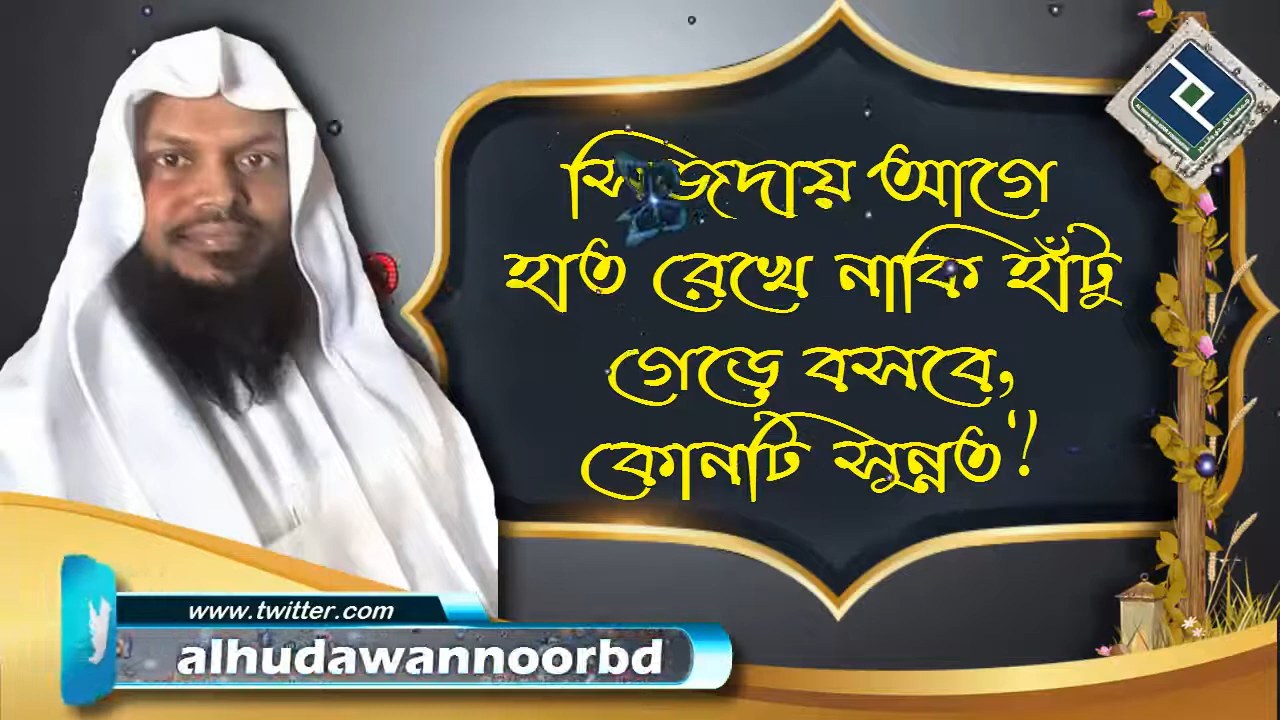 সিজদায় আগে
হাত রেখে নাকি হাঁটু
গেড়ে বসবে,
কোনটি সুন্নত?
www.twitter.com
alhudawannoorbd